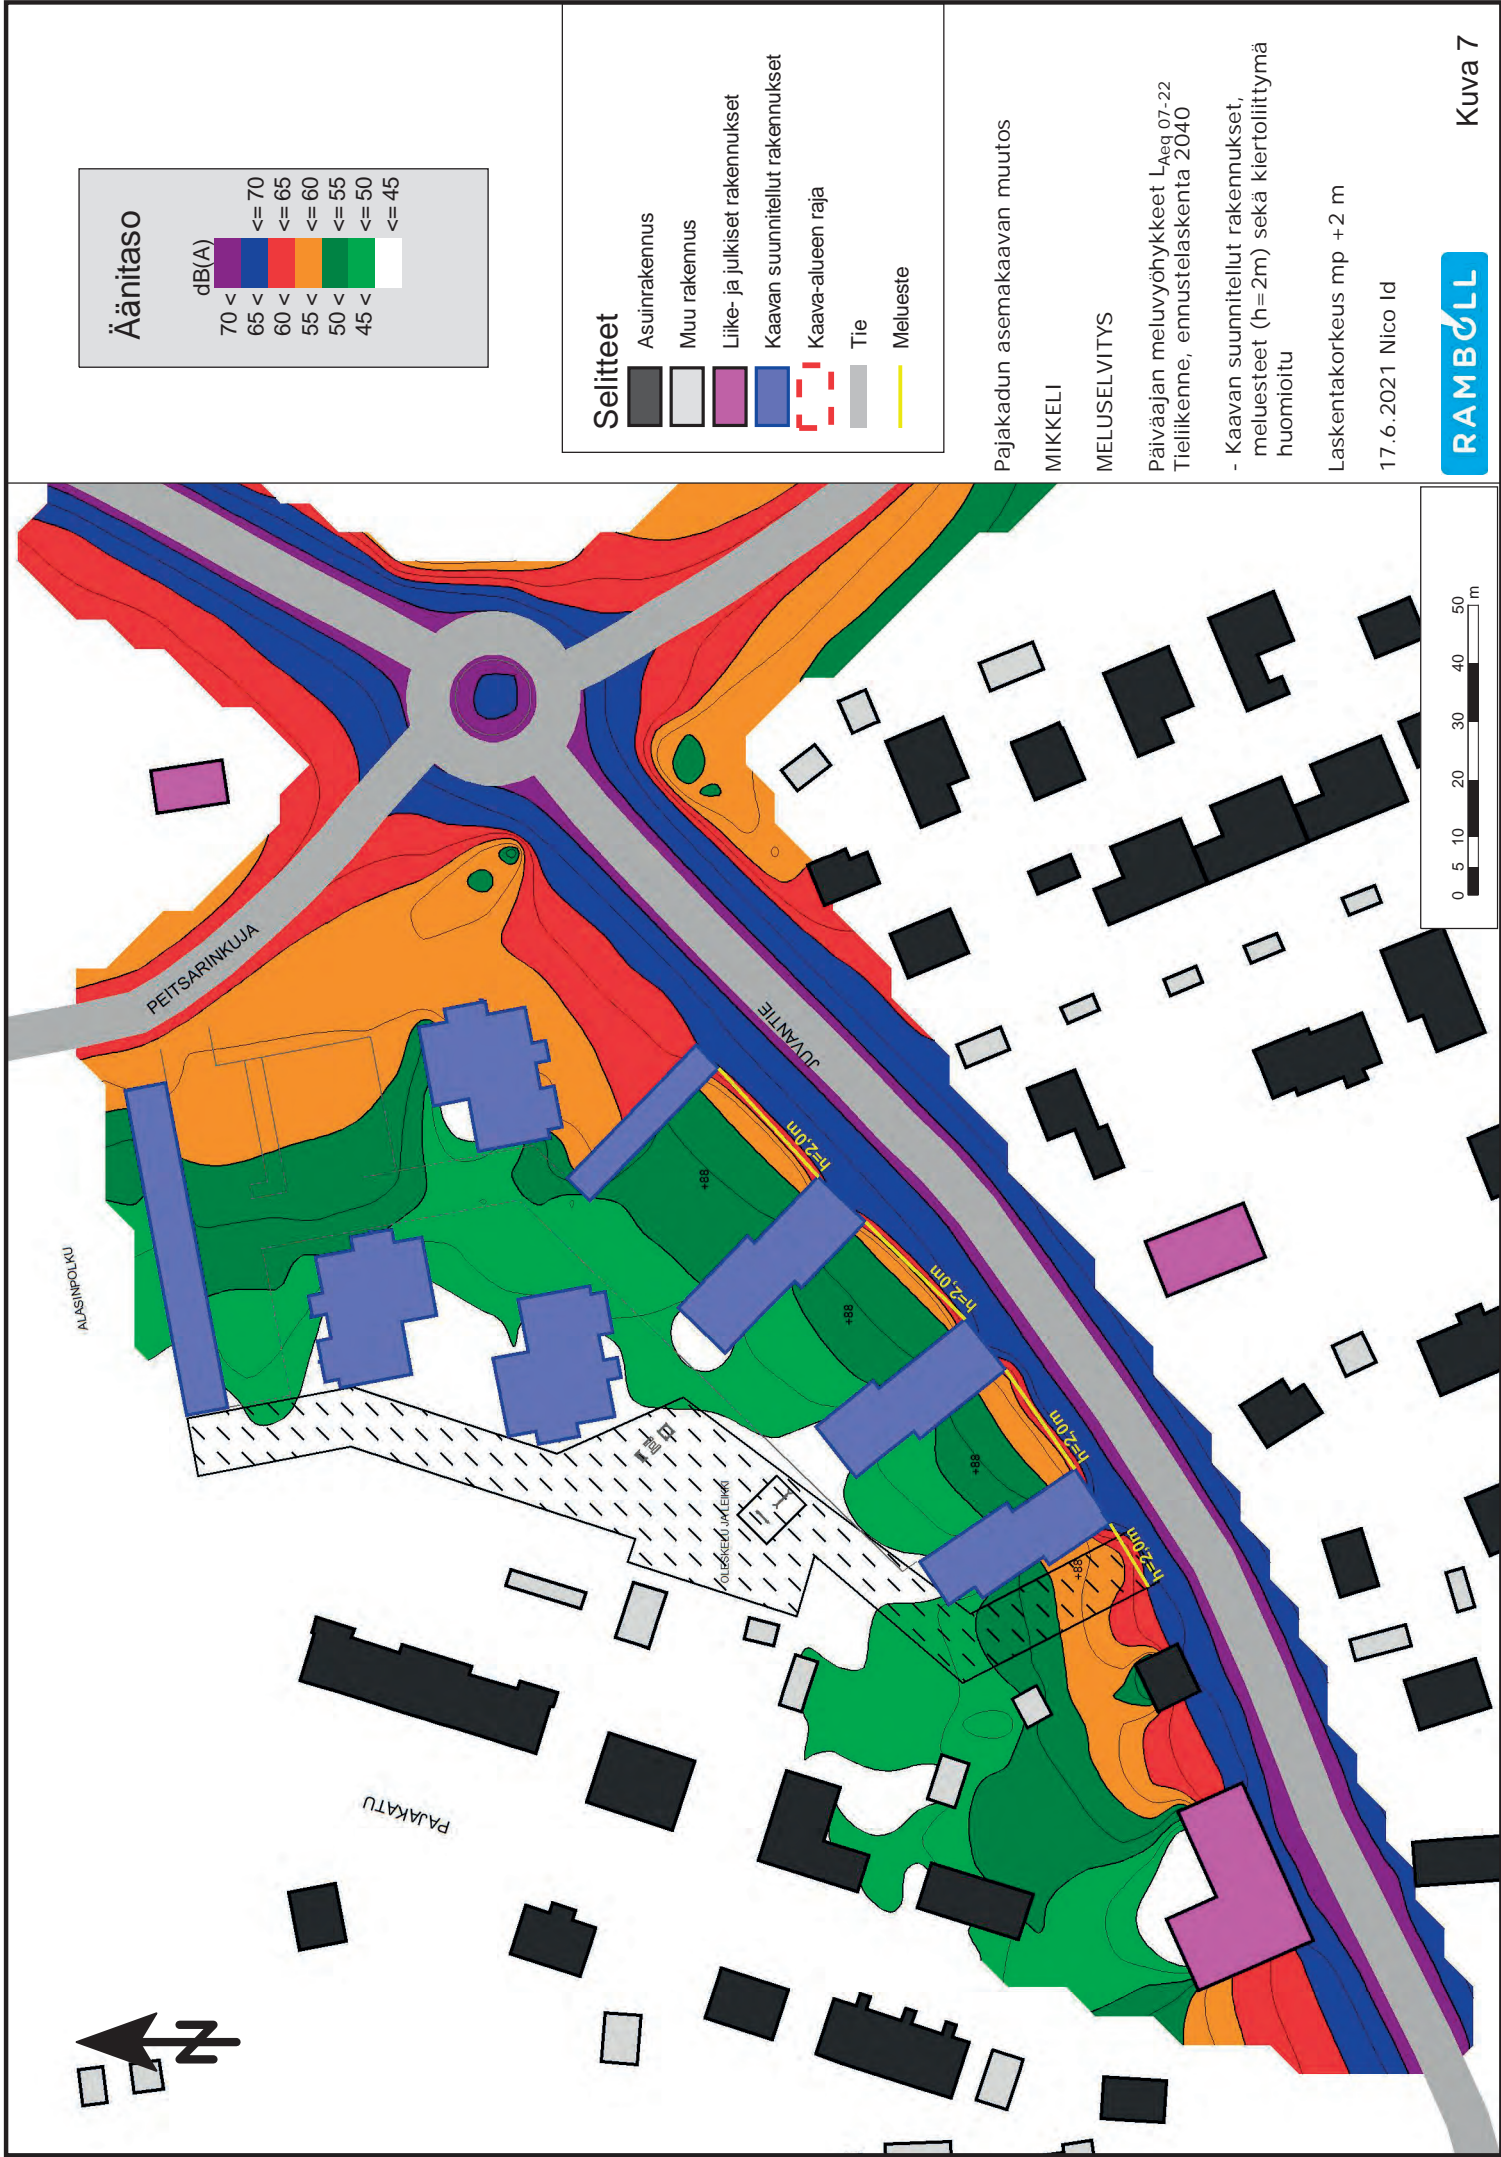 Äänitaso
dB(A)
70 <
65 < <= 70
60 < <= 65
55 < <= 60
50 < <= 55
45 < <= 50
<= 45
Selitteet
Asuinrakennus
Muu rakennus
Liike- ja julkiset rakennukset
Kaavan sunnitellut rakennukset
Kaava-alueen raja
Tie
Melueste
Pajakadun asemakaavan muutos
MIKKELI
MELUSELVITYS
Päiväajan meluvyöhykkeet LAeq 07-22
Tieliikenne, ennustelaskenta 2040
- Kaavan suunnitellut rakennukset,
meluesteet (h=2m) sekä kiertoliittymä
huomioitu
Laskentakorkeus mp +2 m
17.6.2021 Nico Id
RAMBOLL
Kuva 7
PEITSARINKUJA
JUVANTIE
ALASINPOLKU
PAJAKATU
OLESKELU JA LEIKKI
h=2,0m
h=2,0m
h=2,0m
h=2,0m
+88
+88
+88
+88
N
0 5 10 20 30 40 50
m